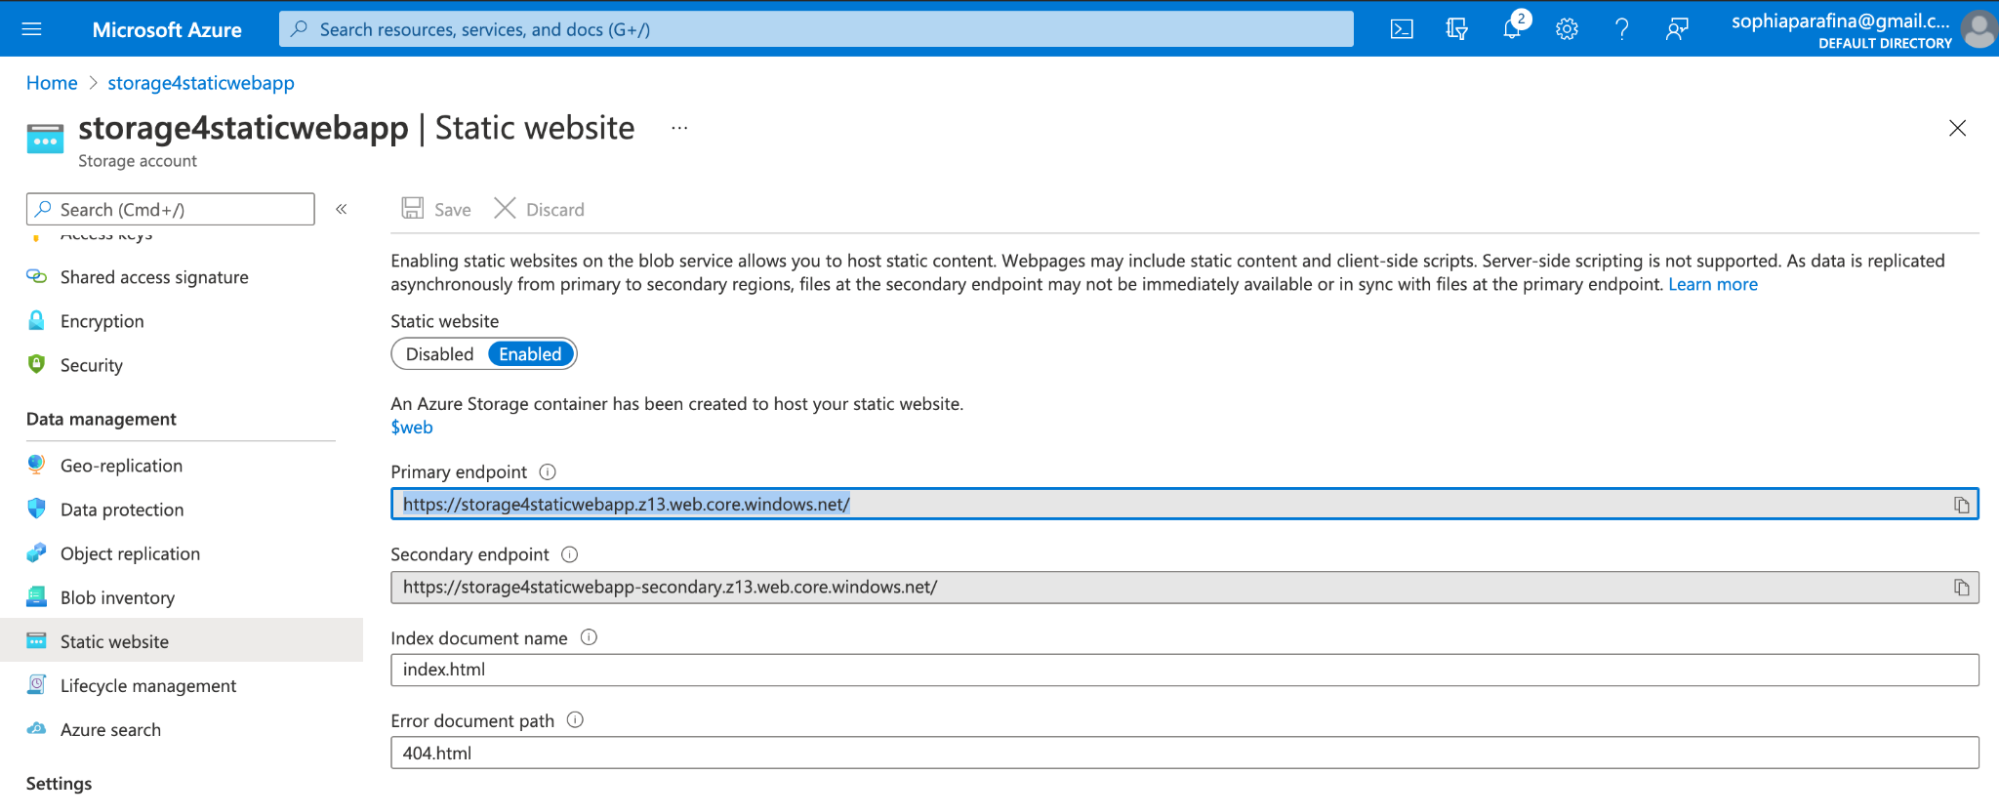 Microsoft Azure
Search resources, services, and docs (G+/)
2
sophiaparafina@gmail.c...
DEFAULT DIRECTORY
Home > storage4staticwebapp
storage4staticwebapp | Static website ...
Storage account
Search (Cmd+/)
«
Save
Discard
Access keys
Shared access signature
Encryption
Security
Data management
Geo-replication
Data protection
Object replication
Blob inventory
Static website
Lifecycle management
Azure search
Settings
Enabling static websites on the blob service allows you to host static content. Webpages may include static content and client-side scripts. Server-side scripting is not supported. As data is replicated
asynchronously from primary to secondary regions, files at the secondary endpoint may not be immediately available or in sync with files at the primary endpoint. Learn more
Static website
Disabled Enabled
An Azure Storage container has been created to host your static website.
$web
Primary endpoint
https://storage4staticwebapp.z13.web.core.windows.net/
Secondary endpoint
https://storage4staticwebapp-secondary.z13.web.core.windows.net/
Index document name
index.html
Error document path
404.html